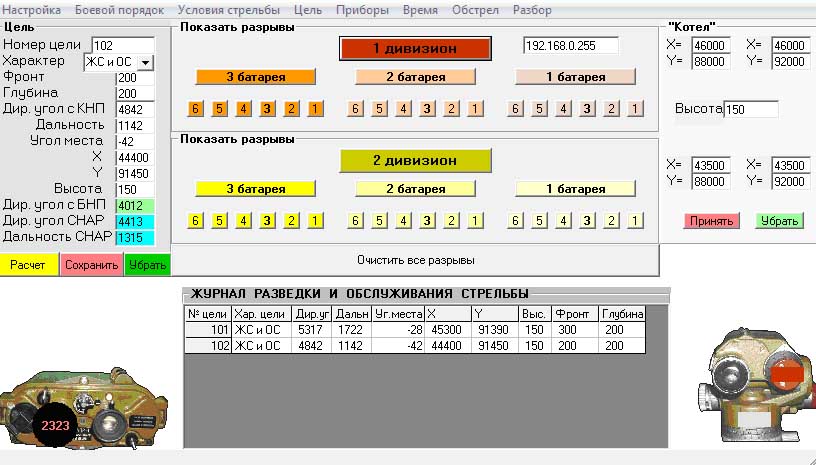 Настройка Боевой порядок Условия стрельбы Цель Приборы Время Обстрел Разбор
Цель
Номер цели 102
Характер ЖС и ОС
Фронт 200
Глубина 200
Дир. угол с КНП 4842
Дальность 1142
Угол места -42
X 44400
Y 91450
Высота 150
Дир. угол с БНП 4012
Дир. угол СНАР 4413
Дальность СНАР 1315
Расчет Сохранить Убрать
Показать разрывы
1 дивизион 192.168.0.255
3 батарея 2 батарея 1 батарея
6 5 4 3 2 1 6 5 4 3 2 1 6 5 4 3 2 1
Показать разрывы
2 дивизион
3 батарея 2 батарея 1 батарея
6 5 4 3 2 1 6 5 4 3 2 1 6 5 4 3 2 1
Очистить все разрывы
"Котел"
X= 46000 X= 46000
Y= 88000 Y= 92000
Высота 150
X= 43500 X= 43500
Y= 88000 Y= 92000
Принять Убрать
ЖУРНАЛ РАЗВЕДКИ И ОБСЛУЖИВАНИЯ СТРЕЛЬБЫ
№ цели Хар. цели Дир.уг Дальн Уг.места X Y Выс. Фронт Глубина
101 ЖС и ОС 5317 1722 -28 45300 91390 150 300 200
102 ЖС и ОС 4842 1142 -42 44400 91450 150 200 200
2323